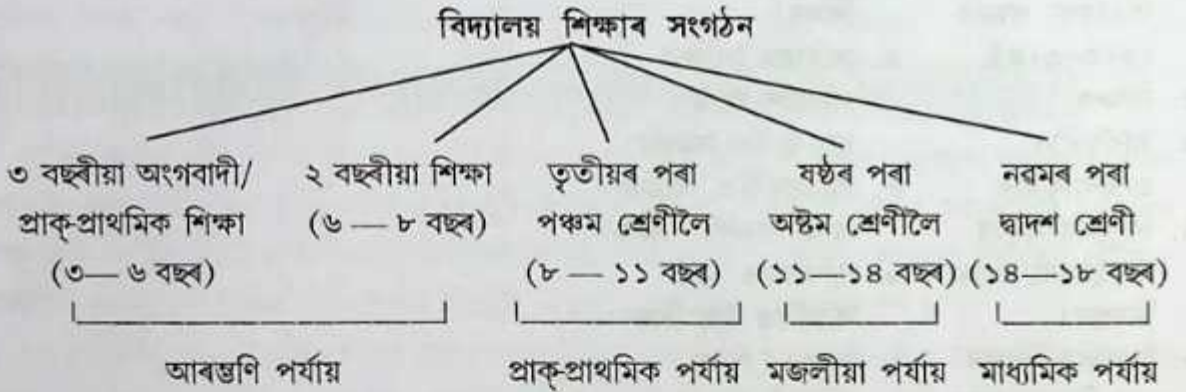 বিদ্যালয় শিক্ষাৰ সংগঠন
৩ বছৰীয়া অংগবাদী/ ২ বছৰীয়া শিক্ষা তৃতীয়ৰ পৰা ষষ্ঠৰ পৰা নৱমৰ পৰা
প্ৰাক্-প্ৰাথমিক শিক্ষা (৬ — ৮ বছৰ) পঞ্চম শ্ৰেণীলৈ অষ্টম শ্ৰেণীলৈ দ্বাদশ শ্ৰেণী
(৩— ৬ বছৰ) (৮ — ১১ বছৰ) (১১—১৪ বছৰ) (১৪—১৮ বছৰ)
আৰম্ভণি পৰ্যায় প্ৰাক্-প্ৰাথমিক পৰ্যায় মজলীয়া পৰ্যায় মাধ্যমিক পৰ্যায়